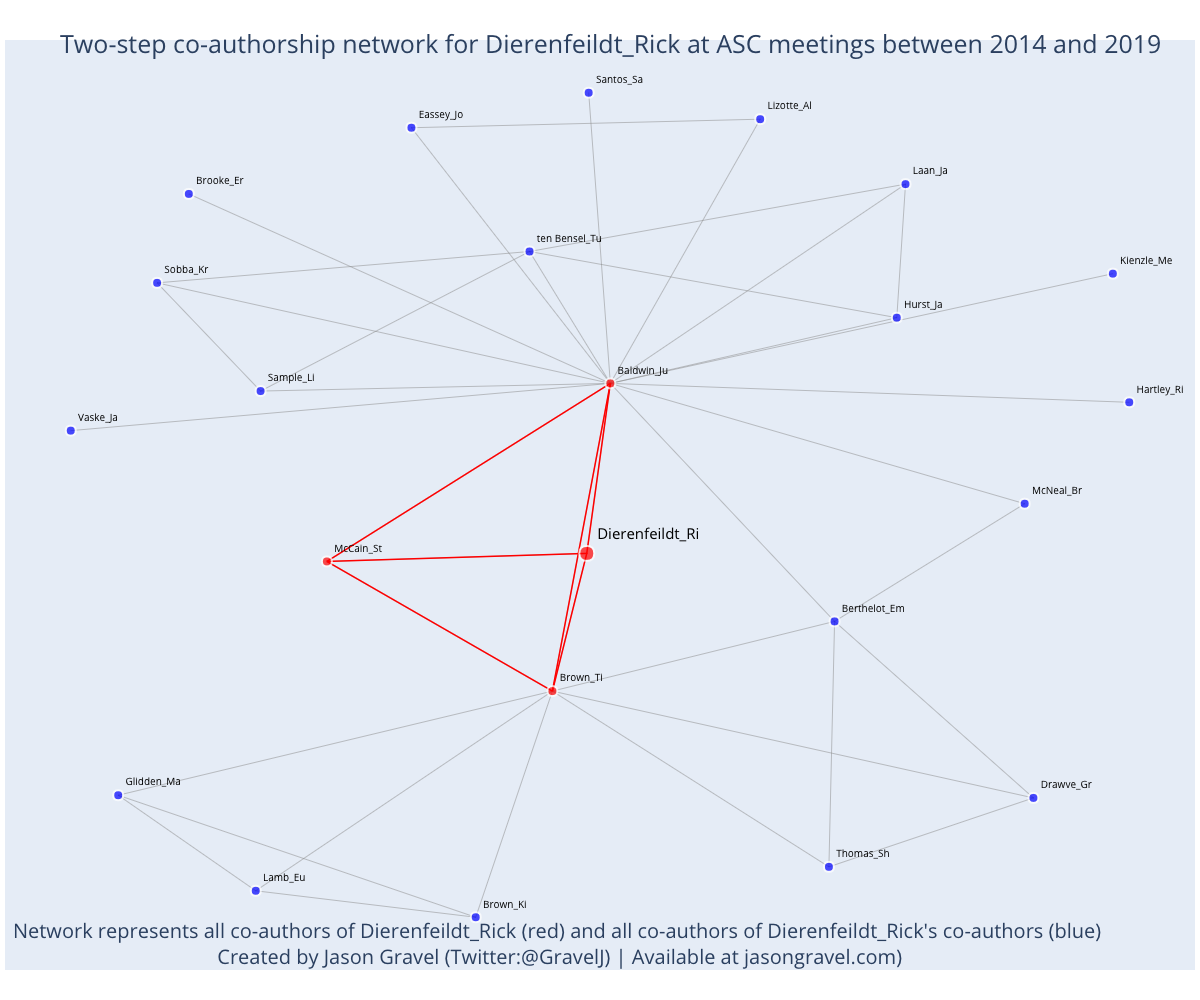 Two-step co-authorship network for Dierenfeildt_Rick at ASC meetings between 2014 and 2019
Santos_Sa
Lizotte_Al
Eassey_Jo
Laan_Ja
Brooke_Er
ten Bensel_Tu
Kienzle_Me
Sobba_Kr
Hurst_Ja
Baldwin_Ju
Sample_Li
Hartley_Ri
Vaske_Ja
McNeal_Br
Dierenfeildt_Ri
McCain_St
Berthelot_Em
Brown_Ti
Glidden_Ma
Drawve_Gr
Thomas_Sh
Lamb_Eu
Brown_Ki
Network represents all co-authors of Dierenfeildt_Rick (red) and all co-authors of Dierenfeildt_Rick's co-authors (blue)
Created by Jason Gravel (Twitter:@GravelJ) | Available at jasongravel.com)